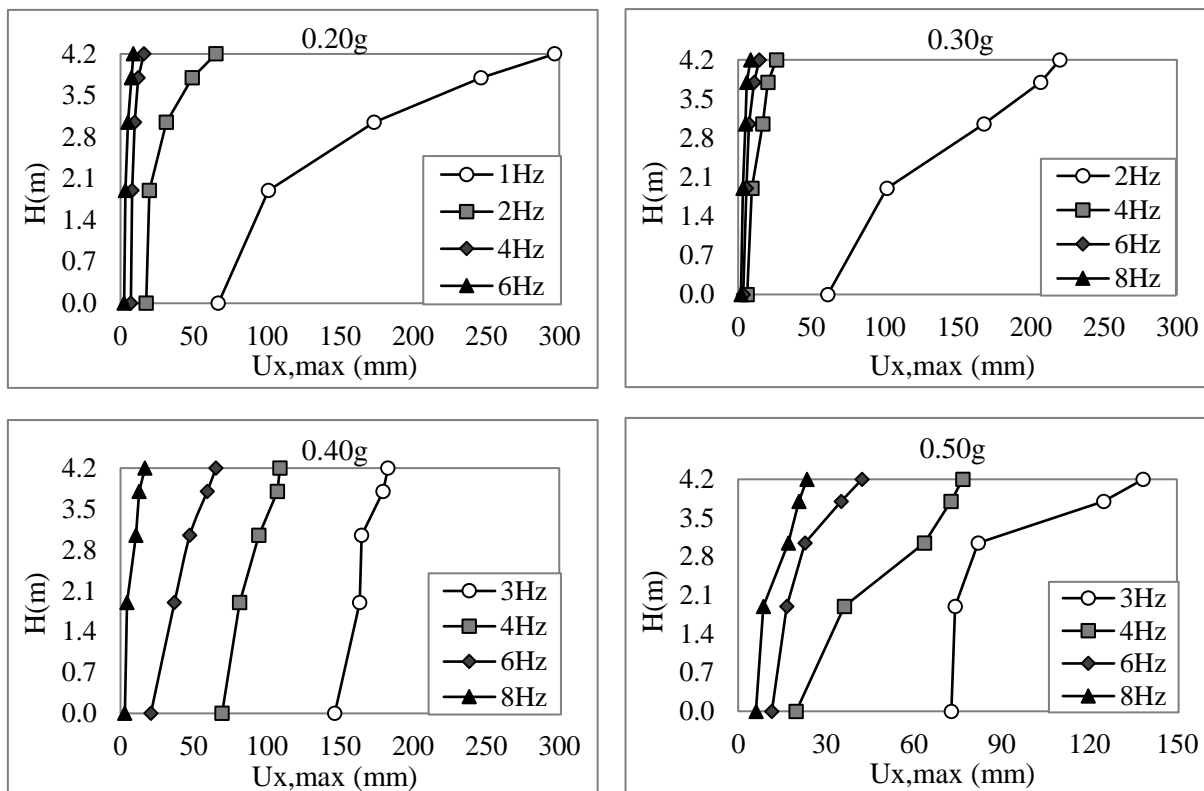 0.20g
4.2
3.5
2.8
2.1
1.4
0.7
0.0
H(m)
1Hz
2Hz
4Hz
6Hz
0 50 100 150 200 250 300
Ux,max (mm)
0.30g
4.2
3.5
2.8
2.1
1.4
0.7
0.0
H(m)
2Hz
4Hz
6Hz
8Hz
0 50 100 150 200 250 300
Ux,max (mm)
0.40g
4.2
3.5
2.8
2.1
1.4
0.7
0.0
H(m)
3Hz
4Hz
6Hz
8Hz
0 50 100 150 200 250 300
Ux,max (mm)
0.50g
4.2
3.5
2.8
2.1
1.4
0.7
0.0
H(m)
3Hz
4Hz
6Hz
8Hz
0 30 60 90 120 150
Ux,max (mm)